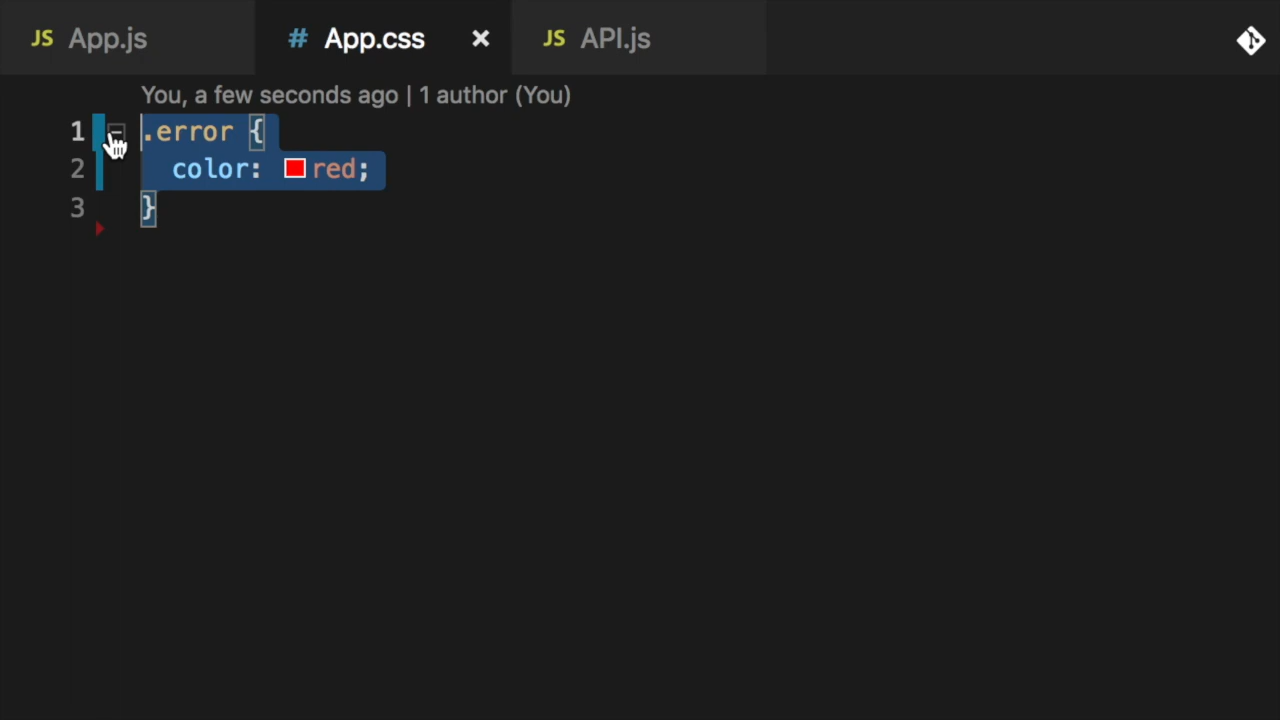 JS App.js # App.css × JS API.js
You, a few seconds ago | 1 author (You)
1 .error {
2 color: red;
3 }